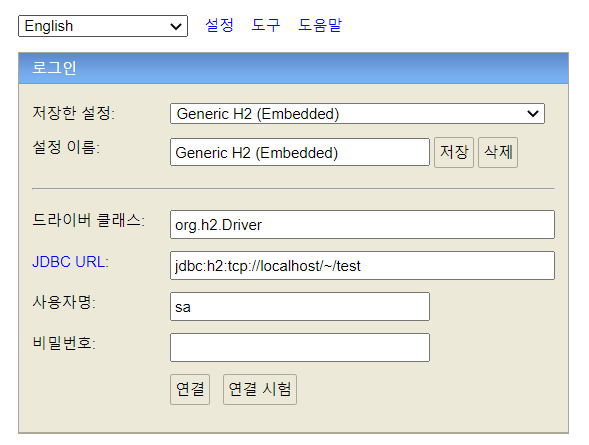 English 설정 도구 도움말
로그인
저장한 설정: Generic H2 (Embedded)
설정 이름: Generic H2 (Embedded) 저장 삭제
드라이버 클래스: org.h2.Driver
JDBC URL: jdbc:h2:tcp://localhost/~/test
사용자명: sa
비밀번호:
연결 연결 시험